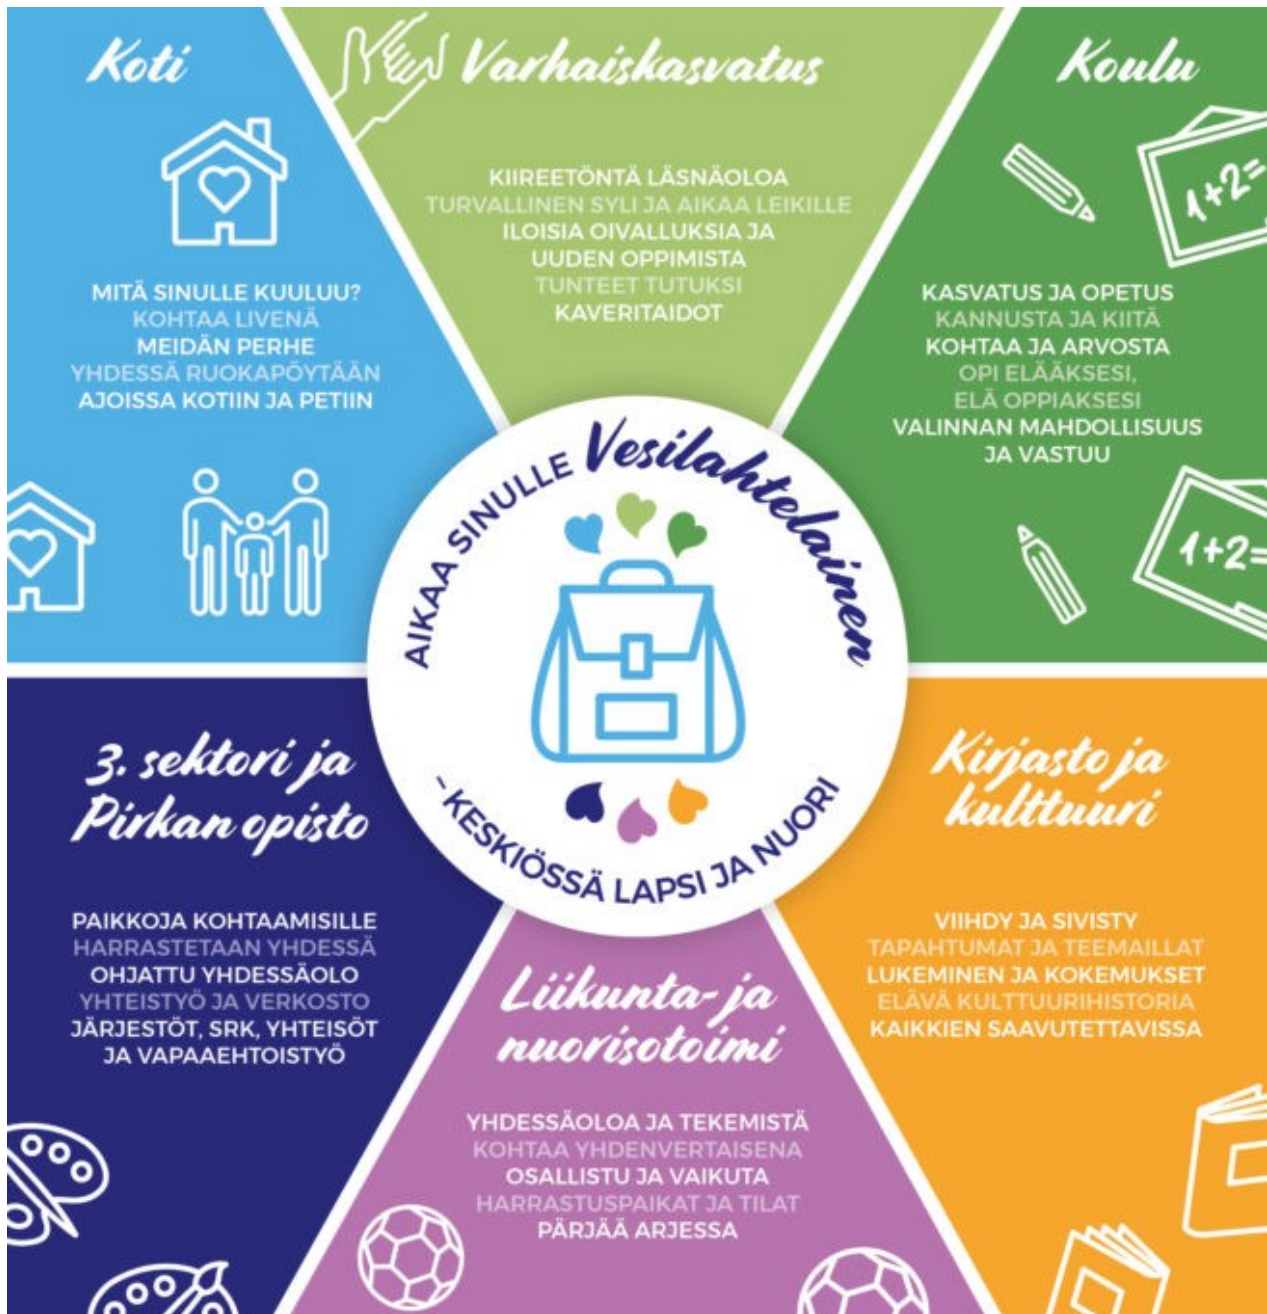 Koti
MITÄ SINULLE KUULUU?
KOHTAA LIVENÄ
MEIDÄN PERHE
YHDESSÄ RUOKAPÖYTÄÄN
AJOISSA KOTIIN JA PETIIN
Varhaiskasvatus
KIIREETÖNTÄ LÄSNÄOLOA
TURVALLINEN SYLI JA AIKAA LEIKILLE
ILOISIA OIVALLUKSIA JA
UUDEN OPPIMISTA
TUNTEET TUTUKSI
KAVERITAIDOT
Koulu
1+2=
KASVATUS JA OPETUS
KANNUSTA JA KIITÄ
KOHTAA JA ARVOSTA
OPI ELÄÄKSESI,
ELÄ OPPIAKSESI
VALINNAN MAHDOLLISUUS
JA VASTUU
1+2=
AIKAA SINULLE Vesilahtelainen
- KESKIÖSSÄ LAPSI JA NUORI
3. sektori ja
Pirkan opisto
PAIKKOJA KOHTAAMISILLE
HARRASTETAAN YHDESSÄ
OHJATTU YHDESSÄOLO
YHTEISTYÖ JA VERKOSTO
JÄRJESTÖT, SRK, YHTEISÖT
JA VAPAAEHTOISTYÖ
Liikunta- ja
nuorisotoimi
YHDESSÄOLOA JA TEKEMISTÄ
KOHTAA YHDENVERTAISENA
OSALLISTU JA VAIKUTA
HARRASTUSPAIKAT JA TILAT
PÄRJÄÄ ARJESSA
Kirjasto ja
kulttuuri
VIIHDY JA SIVISTY
TAPAHTUMAT JA TEEMAILLAT
LUKEMINEN JA KOKEMUKSET
ELÄVÄ KULTTUURIHISTORIA
KAIKKIEN SAAVUTETTAVISSA